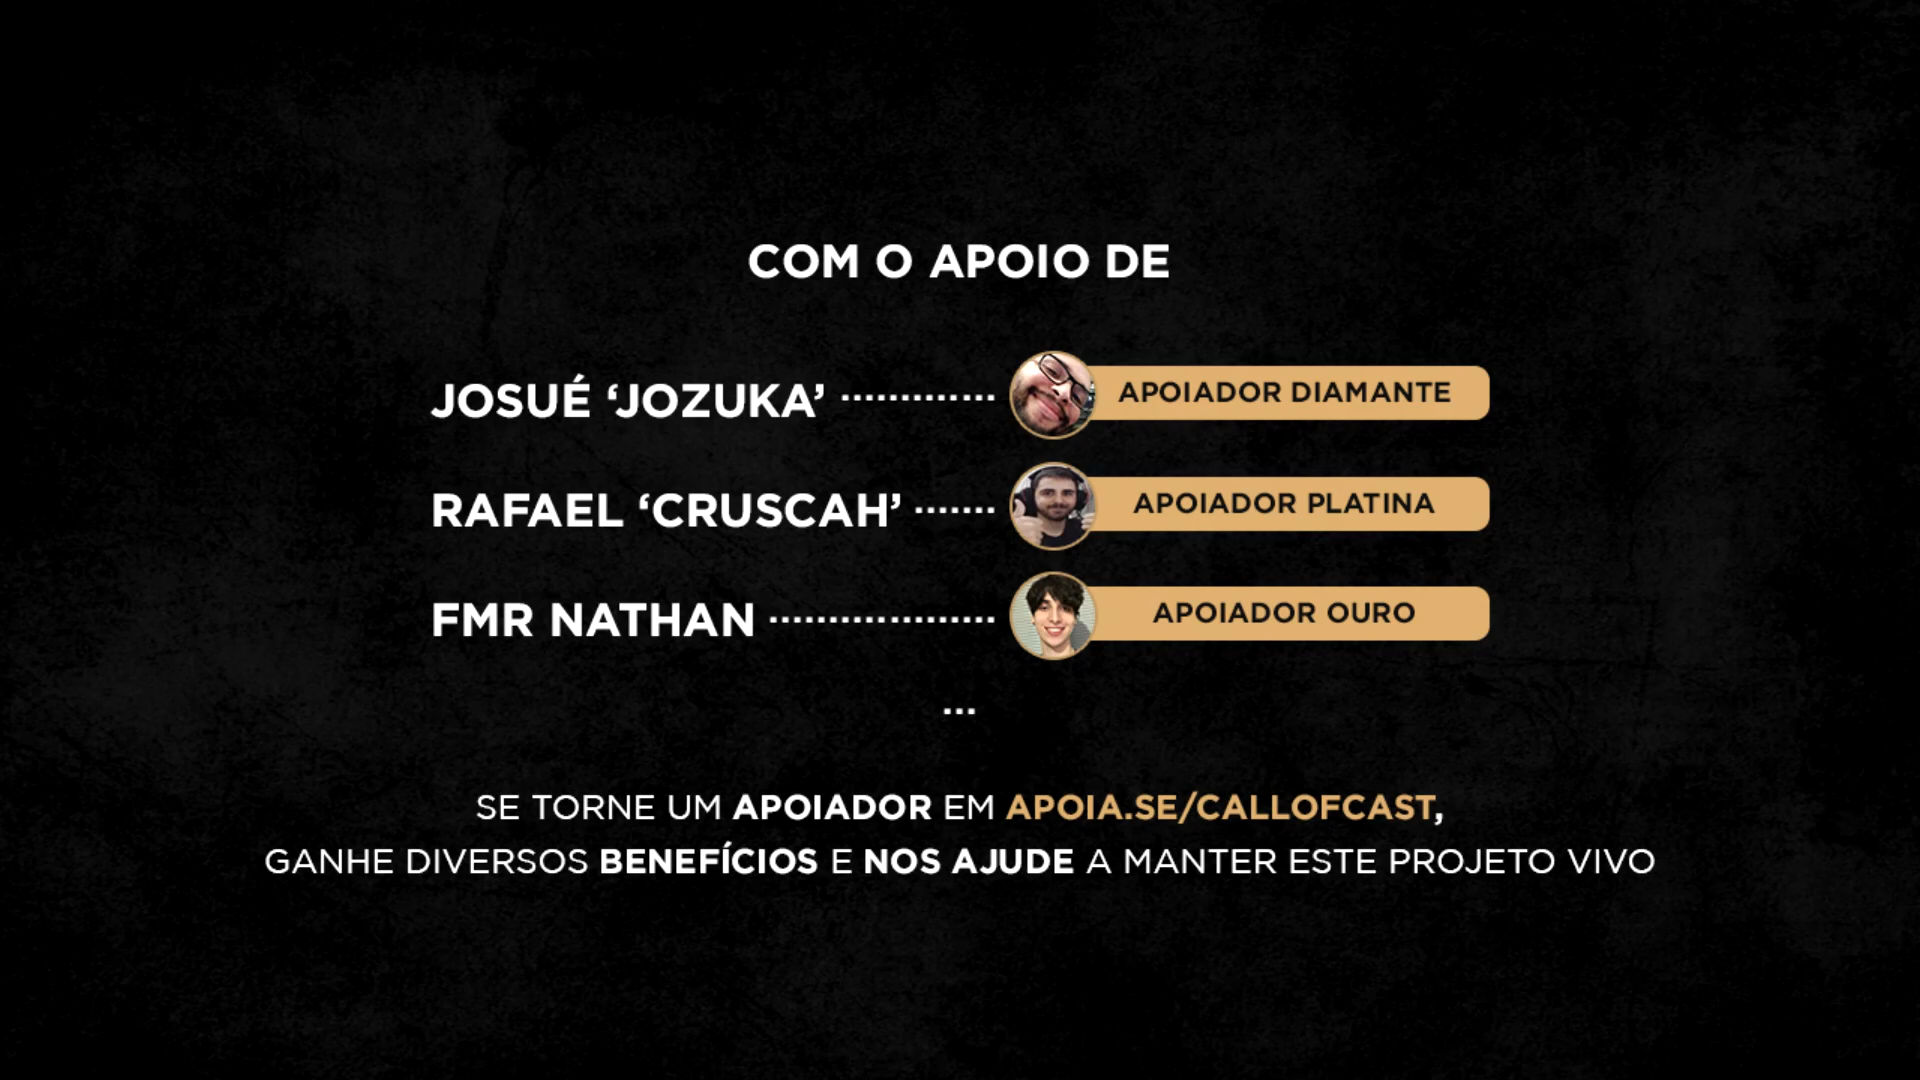 COM O APOIO DE
JOSUÉ ‘JOZUKA’ ............. APOIADOR DIAMANTE
RAFAEL ‘CRUSCAH’ ....... APOIADOR PLATINA
FMR NATHAN ................... APOIADOR OURO
...
SE TORNE UM APOIADOR EM APOIA.SE/CALLOFCAST,
GANHE DIVERSOS BENEFÍCIOS E NOS AJUDE A MANTER ESTE PROJETO VIVO